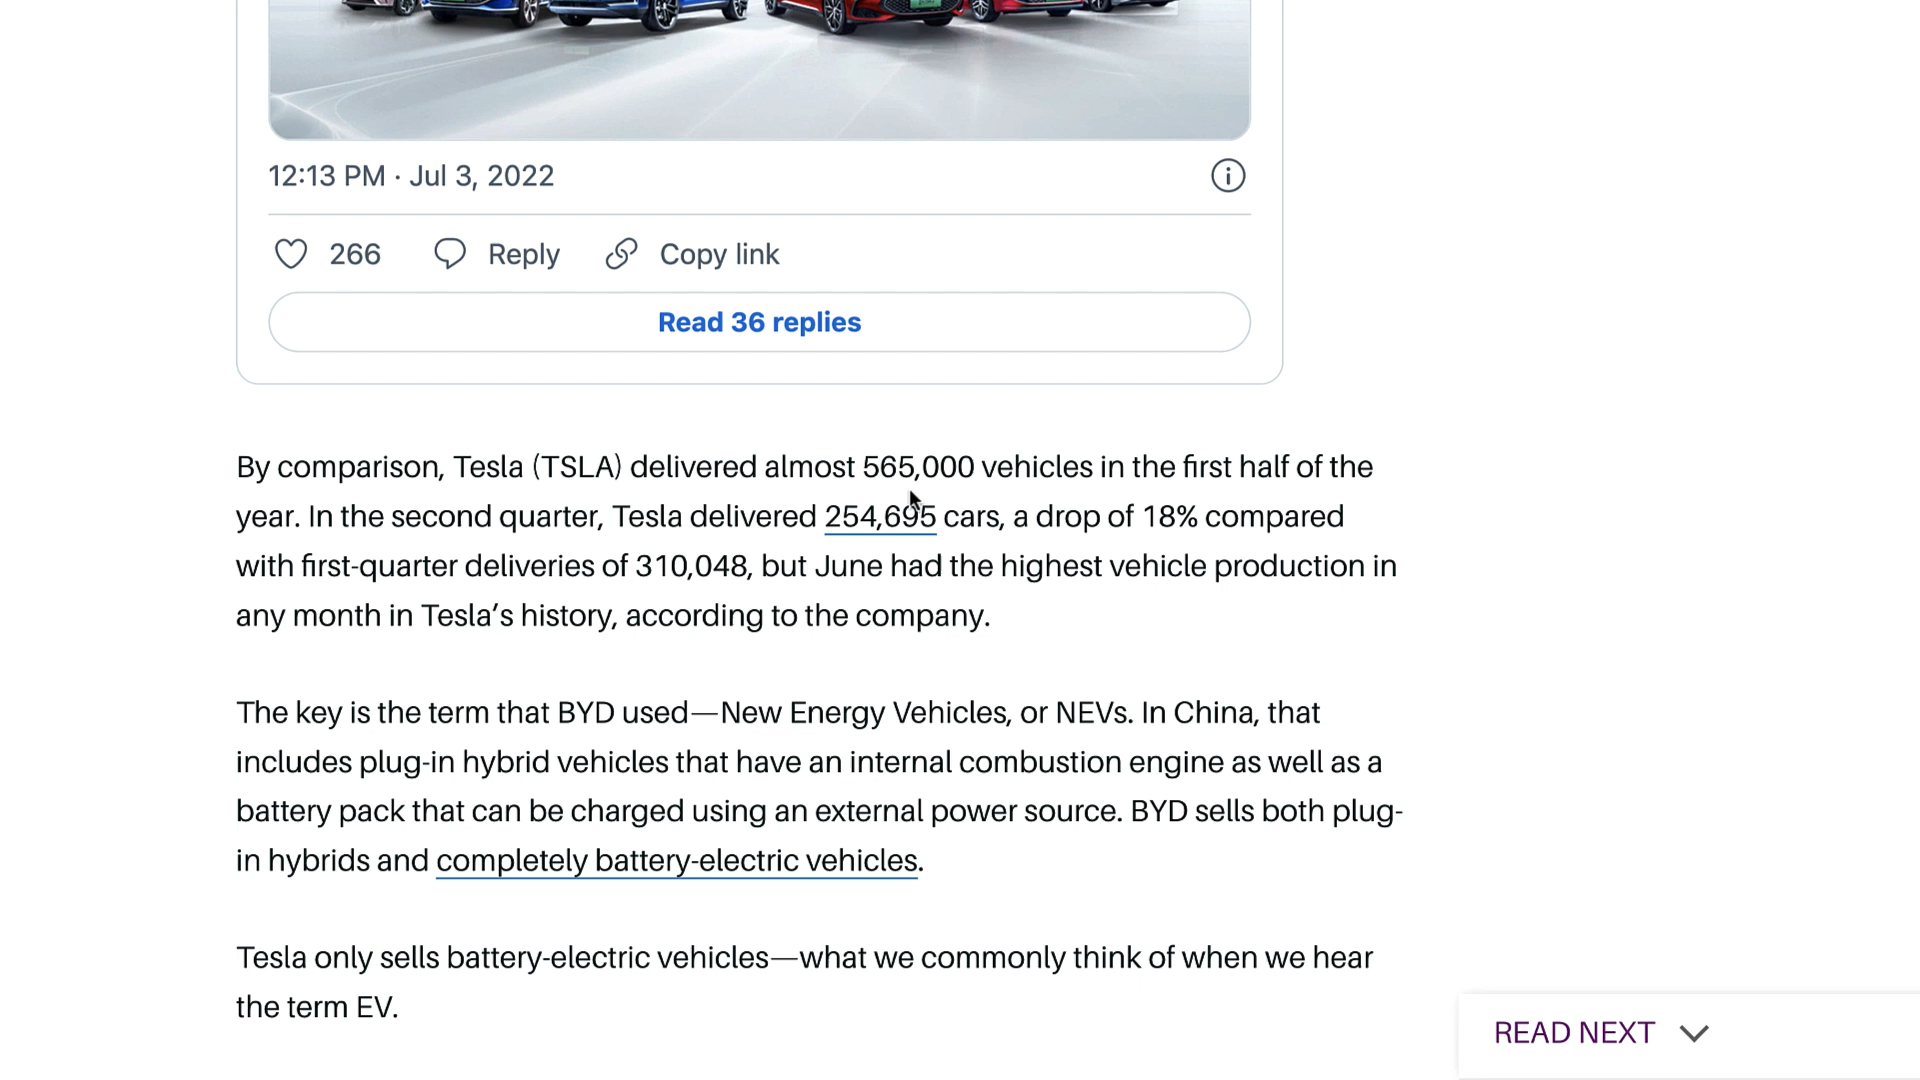 12:13 PM · Jul 3, 2022
266 Reply Copy link
Read 36 replies
By comparison, Tesla (TSLA) delivered almost 565,000 vehicles in the first half of the
year. In the second quarter, Tesla delivered 254,695 cars, a drop of 18% compared
with first-quarter deliveries of 310,048, but June had the highest vehicle production in
any month in Tesla’s history, according to the company.
The key is the term that BYD used—New Energy Vehicles, or NEVs. In China, that
includes plug-in hybrid vehicles that have an internal combustion engine as well as a
battery pack that can be charged using an external power source. BYD sells both plug-
in hybrids and completely battery-electric vehicles.
Tesla only sells battery-electric vehicles—what we commonly think of when we hear
the term EV.
READ NEXT